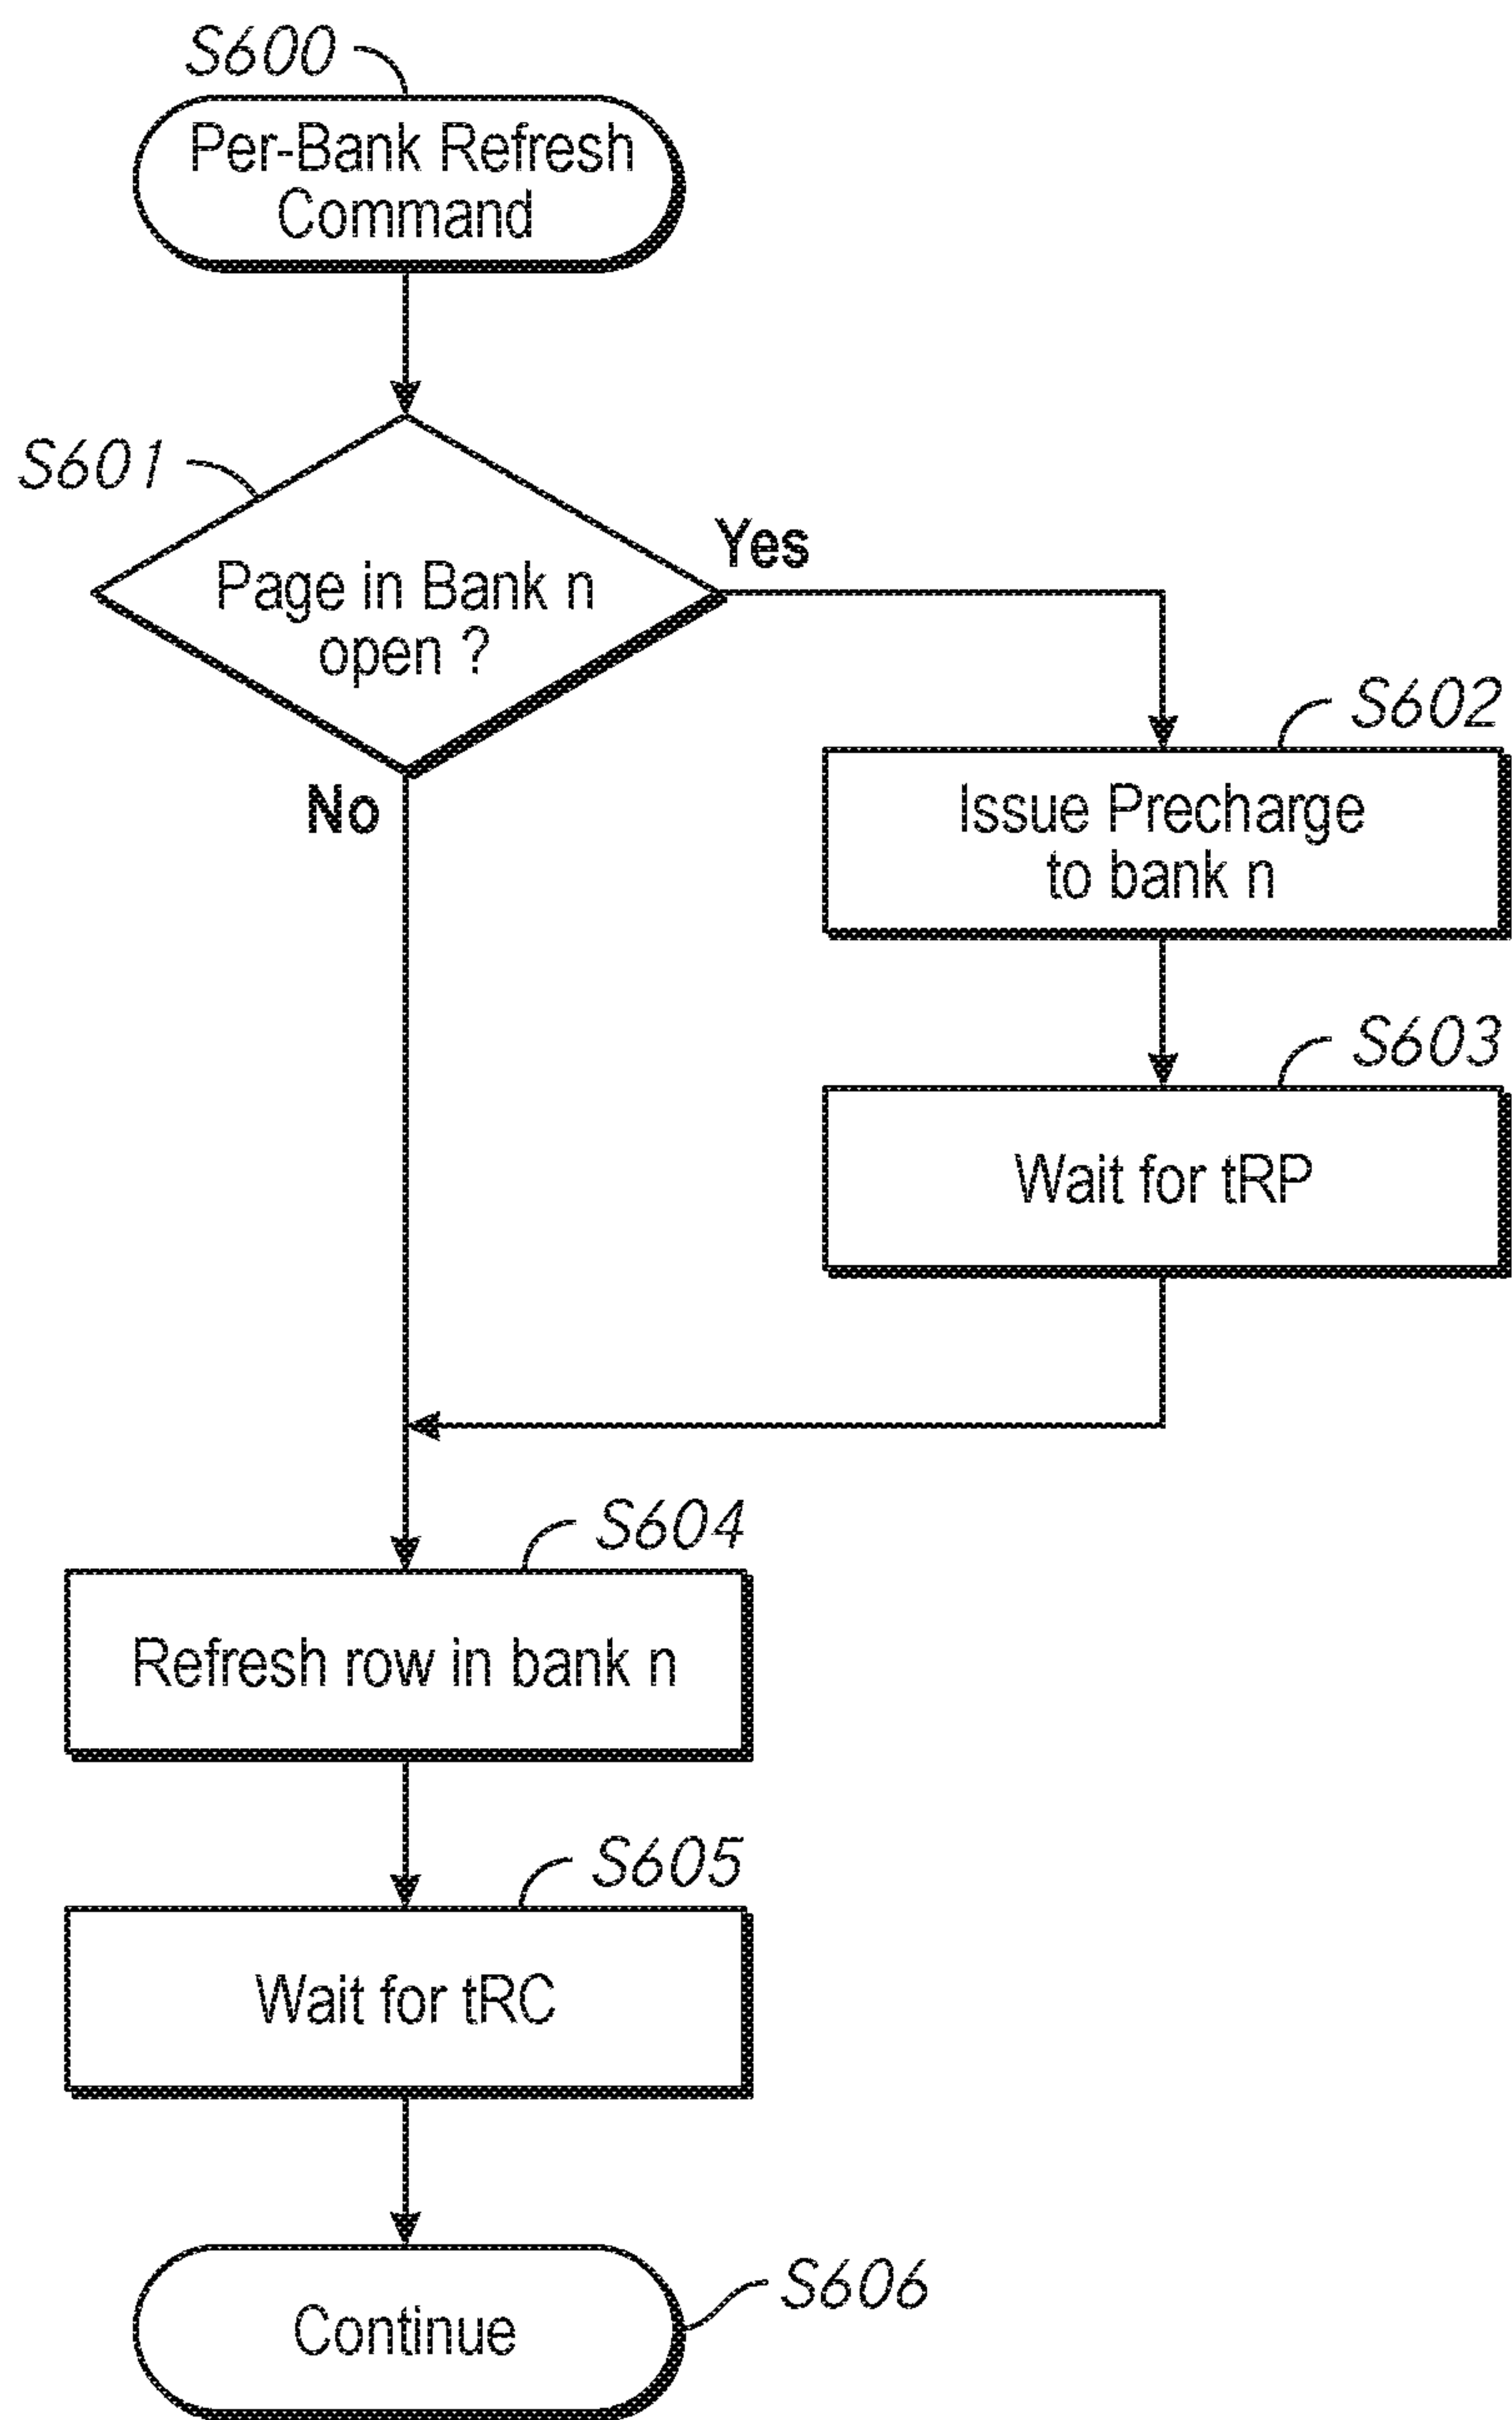 S600
Per-Bank Refresh
Command
S601
Page in Bank n
open ?
Yes
No
S602
Issue Precharge
to bank n
S603
Wait for tRP
S604
Refresh row in bank n
S605
Wait for tRC
Continue
S606